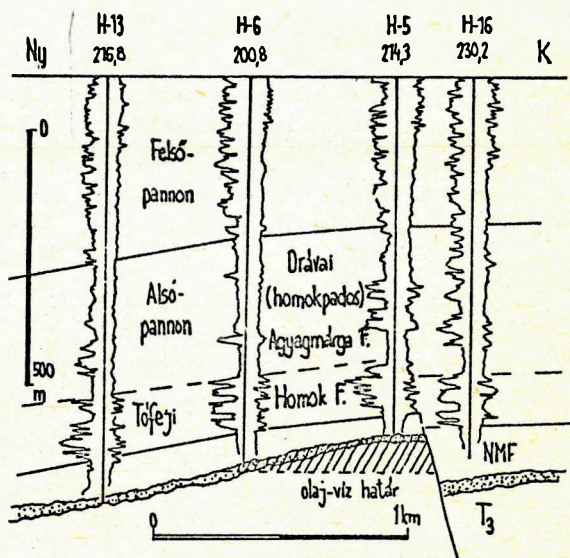 Ny
H-13
216,8
H-6
200,8
H-5
214,3
H-16
230,2
K
0
Felső-
pannon
Alsó-
pannon
Drávai
(homokpados)
Agyagmárga F.
500
m
Tófeji
Homok F.
NMF
olaj-víz határ
T3
0
1km